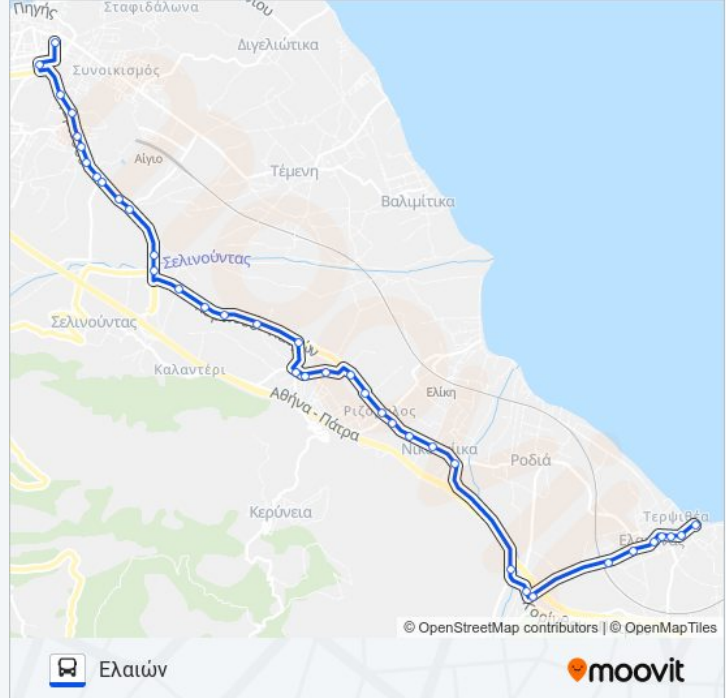 Πηγής
Σταφιδάλωνα
Διγελιώτικα
Συνοικισμός
Αίγιο
Τέμενη
Βαλιμίτικα
Σελινούντας
Σελινούντας
Καλαντέρι
Αθήνα - Πάτρα
Ελίκη
Ροδιά
Κερύνεια
Τερψιθέα
© OpenStreetMap contributors | © OpenMapTiles
Ελαιών
moovit